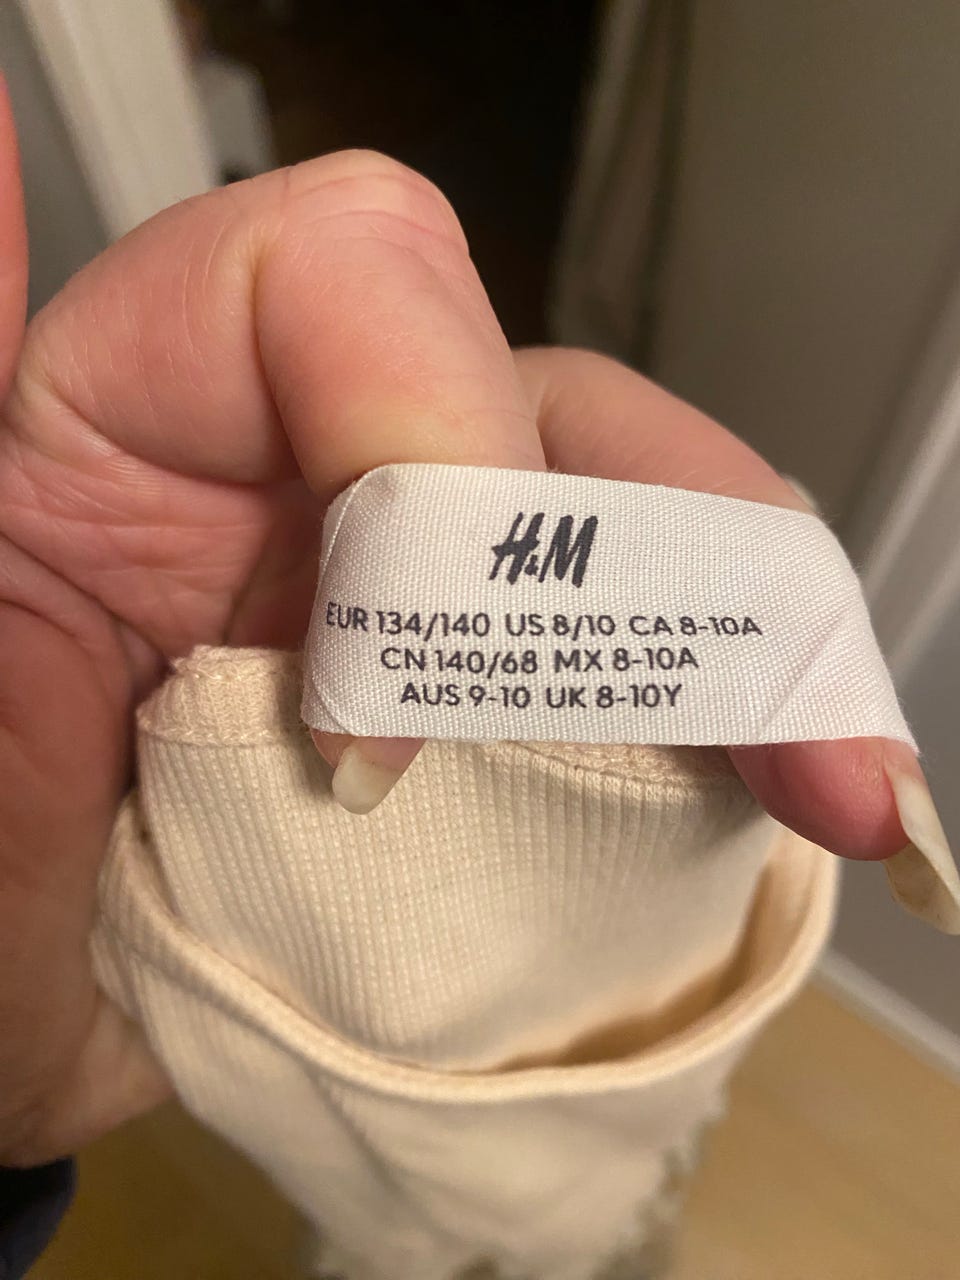 H&M
EUR 134/140 US 8/10 CA 8-10A
CN 140/68 MX 8-10A
AUS 9-10 UK 8-10Y